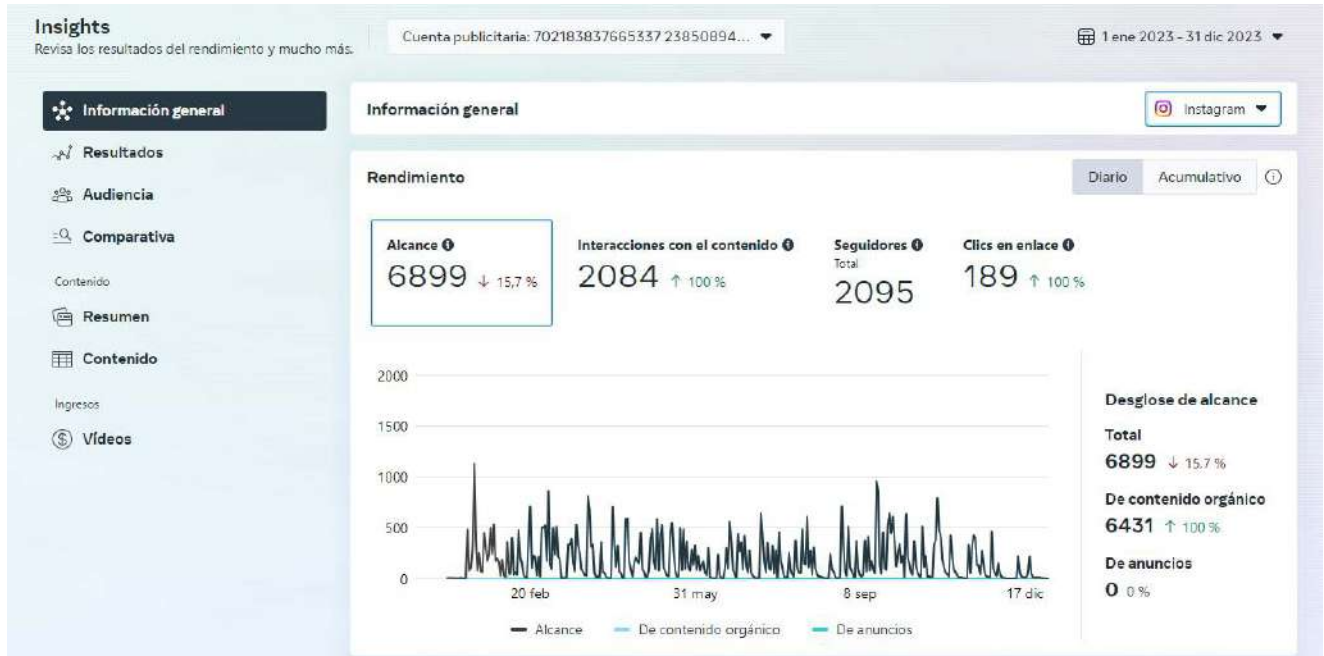 Insights
Revisa los resultados del rendimiento y mucho más.
Cuenta publicitaria: 702183837665337 23850894...
1 ene 2023 - 31 dic 2023
Información general
Resultados
Audiencia
Comparativa
Contenido
Resumen
Contenido
Ingresos
Vídeos
Información general
Instagram
Rendimiento
Diario
Acumulativo
Alcance
6899 ↓ 15,7 %
Interacciones con el contenido
2084 ↑ 100 %
Seguidores
Total
2095
Clics en enlace
189 ↑ 100 %
2000
1500
1000
500
0
20 feb
31 may
8 sep
17 dic
Alcance
De contenido orgánico
De anuncios
Desglose de alcance
Total
6899 ↓ 15.7 %
De contenido orgánico
6431 ↑ 100 %
De anuncios
0 0 %